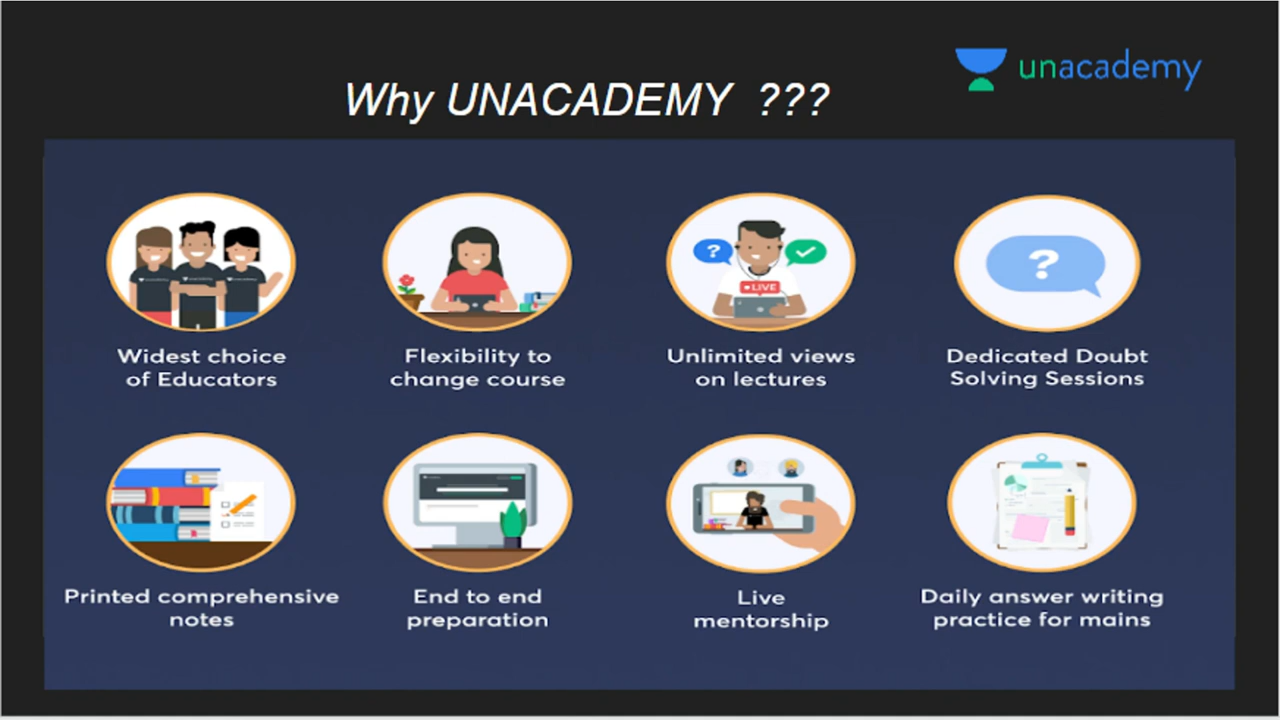 unacademy
Why UNACADEMY ???
?
LIVE
?
Widest choice
of Educators
Flexibility to
change course
Unlimited views
on lectures
Dedicated Doubt
Solving Sessions
Printed comprehensive
notes
End to end
preparation
Live
mentorship
Daily answer writing
practice for mains